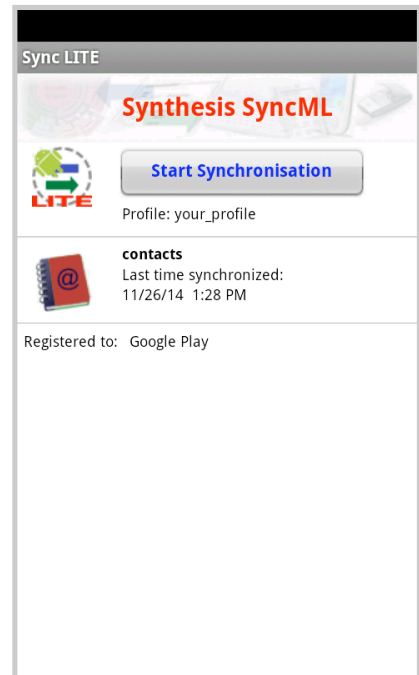 Sync LITE
Synthesis SyncML
LITE
Start Synchronisation
Profile: your_profile
@
contacts
Last time synchronized:
11/26/14 1:28 PM
Registered to: Google Play